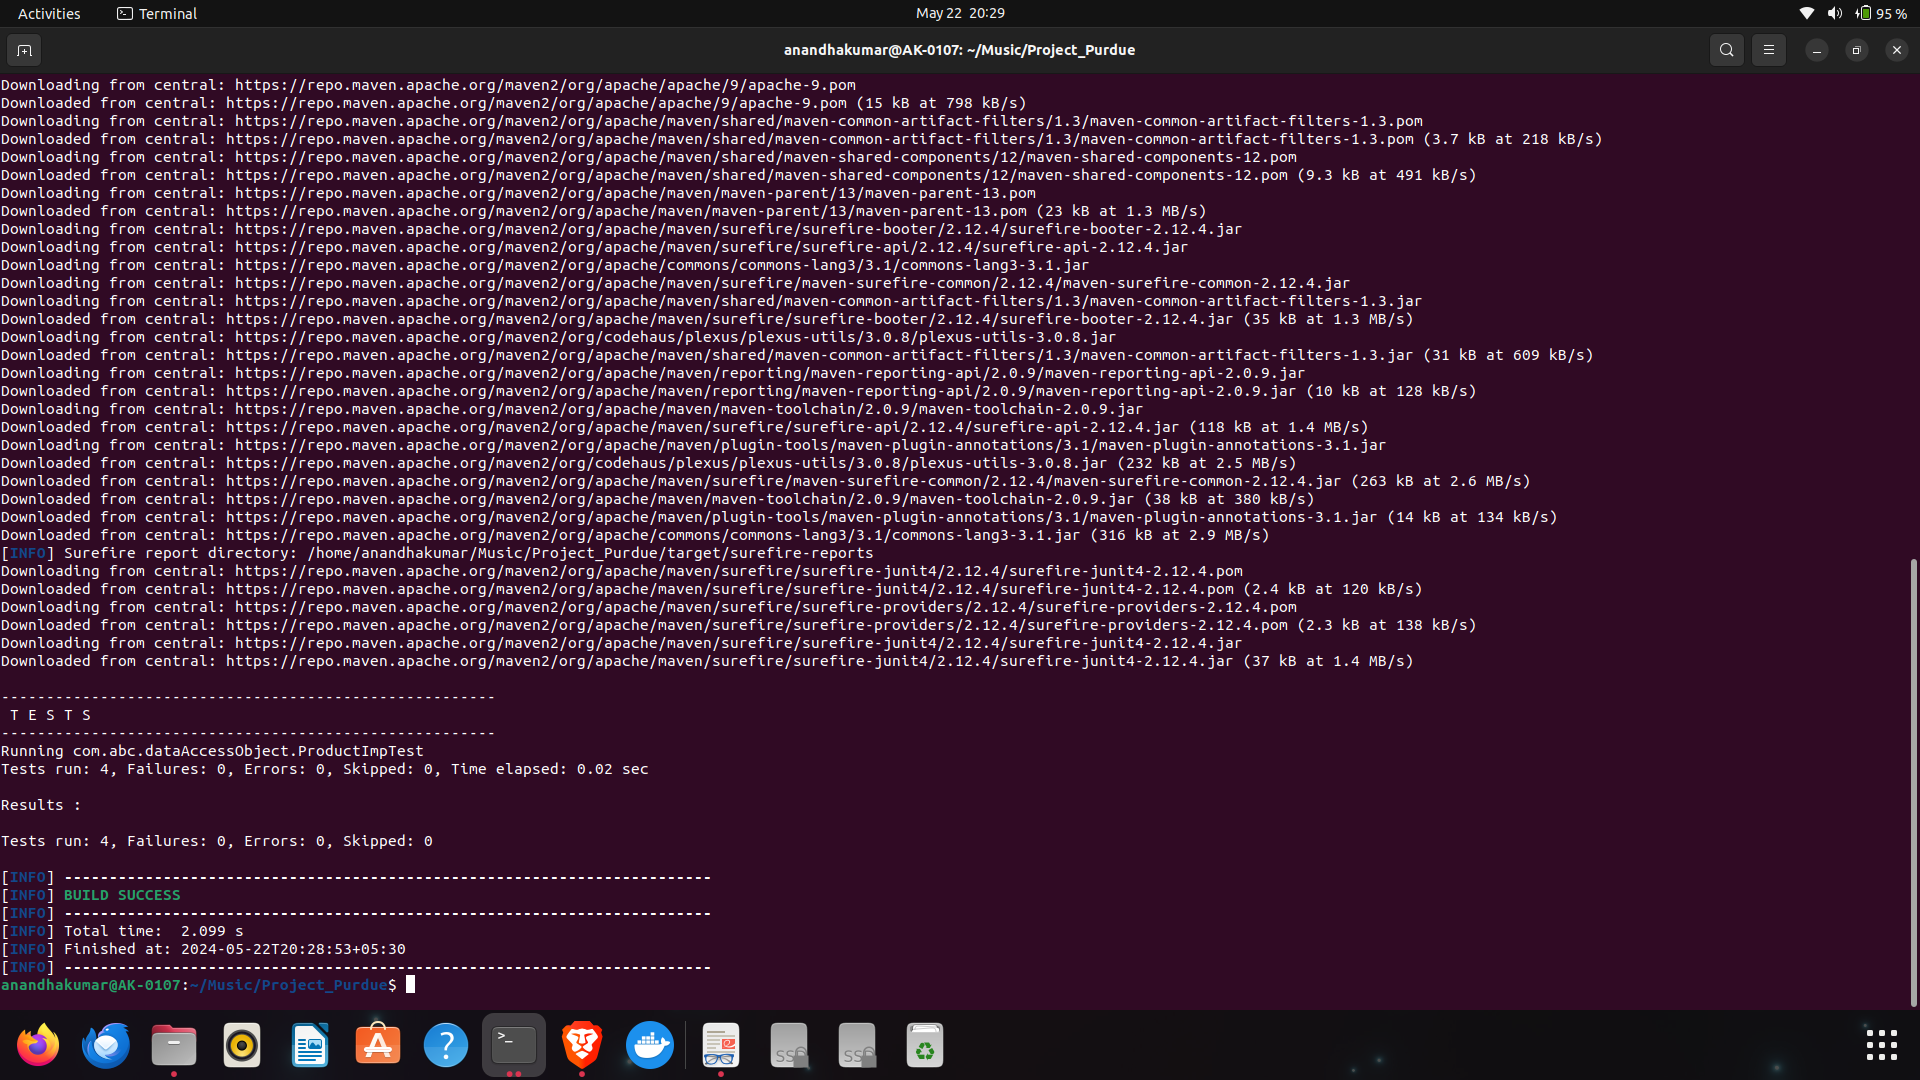 Activities
Terminal
May 22 20:29
95 %
anandhakumar@AK-0107: ~/Music/Project_Purdue
Downloading from central: https://repo.maven.apache.org/maven2/org/apache/apache/9/apache-9.pom
Downloaded from central: https://repo.maven.apache.org/maven2/org/apache/apache/9/apache-9.pom (15 kB at 798 kB/s)
Downloading from central: https://repo.maven.apache.org/maven2/org/apache/maven/shared/maven-common-artifact-filters/1.3/maven-common-artifact-filters-1.3.pom
Downloaded from central: https://repo.maven.apache.org/maven2/org/apache/maven/shared/maven-common-artifact-filters/1.3/maven-common-artifact-filters-1.3.pom (3.7 kB at 218 kB/s)
Downloading from central: https://repo.maven.apache.org/maven2/org/apache/maven/shared/maven-shared-components/12/maven-shared-components-12.pom
Downloaded from central: https://repo.maven.apache.org/maven2/org/apache/maven/shared/maven-shared-components/12/maven-shared-components-12.pom (9.3 kB at 491 kB/s)
Downloading from central: https://repo.maven.apache.org/maven2/org/apache/maven/maven-parent/13/maven-parent-13.pom
Downloaded from central: https://repo.maven.apache.org/maven2/org/apache/maven/maven-parent/13/maven-parent-13.pom (23 kB at 1.3 MB/s)
Downloading from central: https://repo.maven.apache.org/maven2/org/apache/maven/surefire/surefire-booter/2.12.4/surefire-booter-2.12.4.jar
Downloading from central: https://repo.maven.apache.org/maven2/org/apache/maven/surefire/surefire-api/2.12.4/surefire-api-2.12.4.jar
Downloading from central: https://repo.maven.apache.org/maven2/org/apache/commons/commons-lang3/3.1/commons-lang3-3.1.jar
Downloading from central: https://repo.maven.apache.org/maven2/org/apache/maven/surefire/maven-surefire-common/2.12.4/maven-surefire-common-2.12.4.jar
Downloading from central: https://repo.maven.apache.org/maven2/org/apache/maven/shared/maven-common-artifact-filters/1.3/maven-common-artifact-filters-1.3.jar
Downloaded from central: https://repo.maven.apache.org/maven2/org/apache/maven/surefire/surefire-booter/2.12.4/surefire-booter-2.12.4.jar (35 kB at 1.3 MB/s)
Downloading from central: https://repo.maven.apache.org/maven2/org/codehaus/plexus/plexus-utils/3.0.8/plexus-utils-3.0.8.jar
Downloaded from central: https://repo.maven.apache.org/maven2/org/apache/maven/shared/maven-common-artifact-filters/1.3/maven-common-artifact-filters-1.3.jar (31 kB at 609 kB/s)
Downloading from central: https://repo.maven.apache.org/maven2/org/apache/maven/reporting/maven-reporting-api/2.0.9/maven-reporting-api-2.0.9.jar
Downloaded from central: https://repo.maven.apache.org/maven2/org/apache/maven/reporting/maven-reporting-api/2.0.9/maven-reporting-api-2.0.9.jar (10 kB at 128 kB/s)
Downloading from central: https://repo.maven.apache.org/maven2/org/apache/maven/maven-toolchain/2.0.9/maven-toolchain-2.0.9.jar
Downloaded from central: https://repo.maven.apache.org/maven2/org/apache/maven/surefire/surefire-api/2.12.4/surefire-api-2.12.4.jar (118 kB at 1.4 MB/s)
Downloading from central: https://repo.maven.apache.org/maven2/org/apache/maven/plugin-tools/maven-plugin-annotations/3.1/maven-plugin-annotations-3.1.jar
Downloaded from central: https://repo.maven.apache.org/maven2/org/codehaus/plexus/plexus-utils/3.0.8/plexus-utils-3.0.8.jar (232 kB at 2.5 MB/s)
Downloaded from central: https://repo.maven.apache.org/maven2/org/apache/maven/surefire/maven-surefire-common/2.12.4/maven-surefire-common-2.12.4.jar (263 kB at 2.6 MB/s)
Downloaded from central: https://repo.maven.apache.org/maven2/org/apache/maven/maven-toolchain/2.0.9/maven-toolchain-2.0.9.jar (38 kB at 380 kB/s)
Downloaded from central: https://repo.maven.apache.org/maven2/org/apache/maven/plugin-tools/maven-plugin-annotations/3.1/maven-plugin-annotations-3.1.jar (14 kB at 134 kB/s)
Downloaded from central: https://repo.maven.apache.org/maven2/org/apache/commons/commons-lang3/3.1/commons-lang3-3.1.jar (316 kB at 2.9 MB/s)
[INFO] Surefire report directory: /home/anandhakumar/Music/Project_Purdue/target/surefire-reports
Downloading from central: https://repo.maven.apache.org/maven2/org/apache/maven/surefire/surefire-junit4/2.12.4/surefire-junit4-2.12.4.pom
Downloaded from central: https://repo.maven.apache.org/maven2/org/apache/maven/surefire/surefire-junit4/2.12.4/surefire-junit4-2.12.4.pom (2.4 kB at 120 kB/s)
Downloading from central: https://repo.maven.apache.org/maven2/org/apache/maven/surefire/surefire-providers/2.12.4/surefire-providers-2.12.4.pom
Downloaded from central: https://repo.maven.apache.org/maven2/org/apache/maven/surefire/surefire-providers/2.12.4/surefire-providers-2.12.4.pom (2.3 kB at 138 kB/s)
Downloading from central: https://repo.maven.apache.org/maven2/org/apache/maven/surefire/surefire-junit4/2.12.4/surefire-junit4-2.12.4.jar
Downloaded from central: https://repo.maven.apache.org/maven2/org/apache/maven/surefire/surefire-junit4/2.12.4/surefire-junit4-2.12.4.jar (37 kB at 1.4 MB/s)
-------------------------------------------------------
T E S T S
-------------------------------------------------------
Running com.abc.dataAccessObject.ProductImpTest
Tests run: 4, Failures: 0, Errors: 0, Skipped: 0, Time elapsed: 0.02 sec
Results :
Tests run: 4, Failures: 0, Errors: 0, Skipped: 0
[INFO] ------------------------------------------------------------------------
[INFO] BUILD SUCCESS
[INFO] ------------------------------------------------------------------------
[INFO] Total time:  2.099 s
[INFO] Finished at: 2024-05-22T20:28:53+05:30
[INFO] ------------------------------------------------------------------------
anandhakumar@AK-0107:~/Music/Project_Purdue$